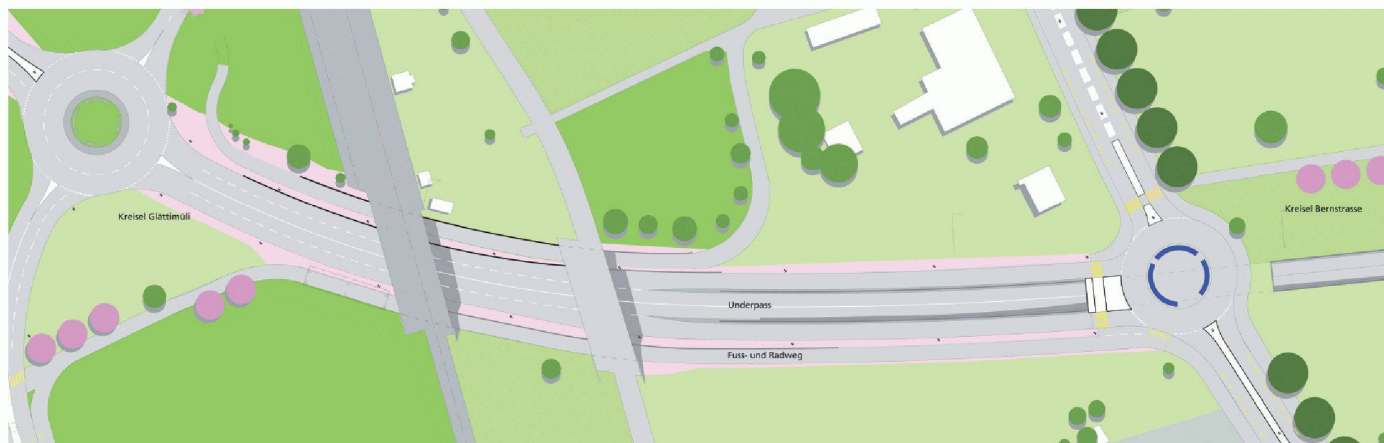 Kreisel Glättimüli
Kreisel Bernstrasse
Underpass
Fuss- und Radweg